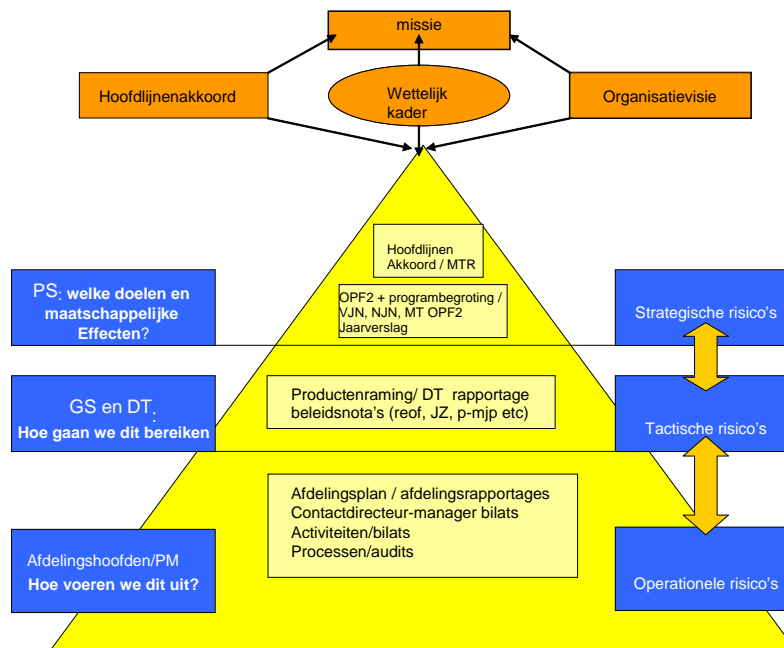 missie
Hoofdlijnenakkoord
Wettelijk
kader
Organisatievisie
Hoofdlijnen
Akkoord / MTR
OPF2 + programbegroting /
VJN, NJN, MT OPF2
Jaarverslag
PS: welke doelen en
maatschappelijke
Effecten?
Strategische risico's
GS en DT:
Hoe gaan we dit bereiken
Productenraming/ DT rapportage
beleidsnota's (reof, JZ, p-mjp etc)
Tactische risico's
Afdelingsplan / afdelingsrapportages
Contactdirecteur-manager bilats
Activiteiten/bilats
Processen/audits
Afdelingshoofden/PM
Hoe voeren we dit uit?
Operationele risico's